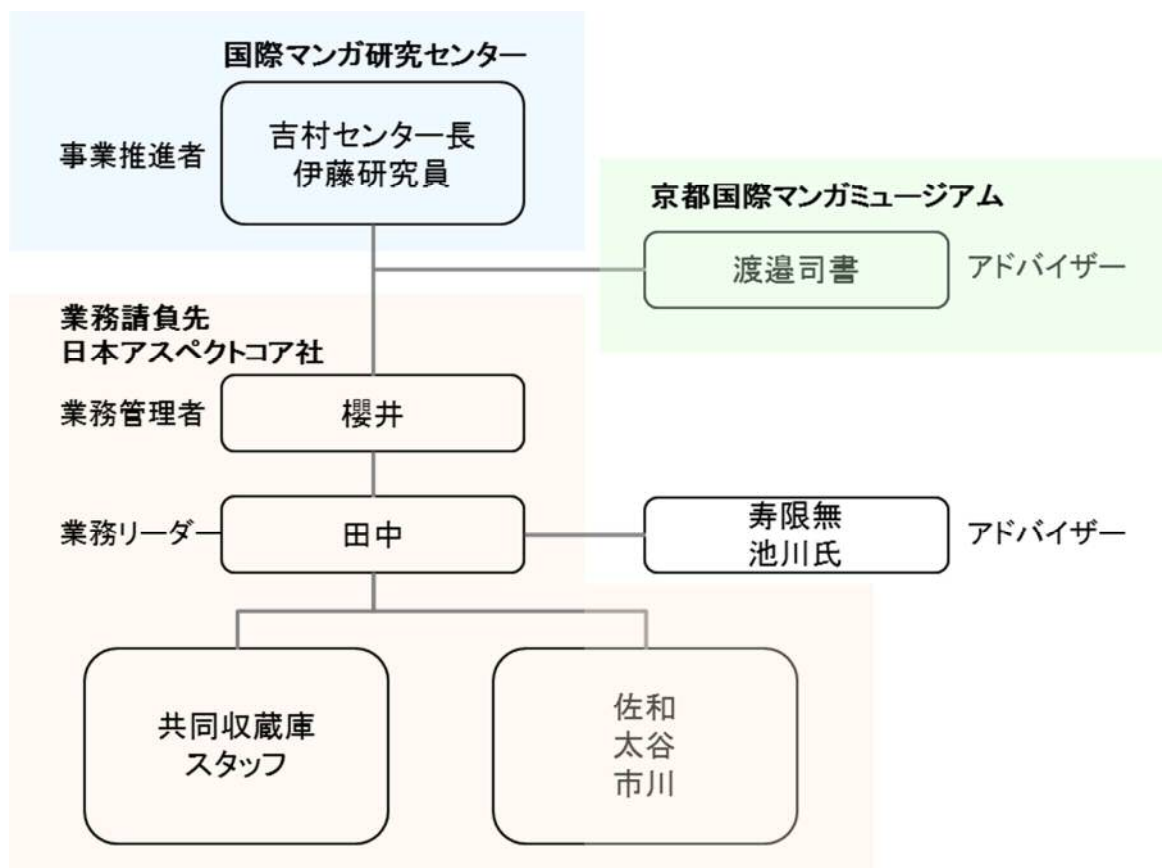 国際マンガ研究センター
事業推進者
吉村センター長
伊藤研究員
京都国際マンガミュージアム
渡邉司書
アドバイザー
業務請負先
日本アスペクトコア社
業務管理者
櫻井
業務リーダー
田中
寿限無
池川氏
アドバイザー
共同収蔵庫
スタッフ
佐和
太谷
市川